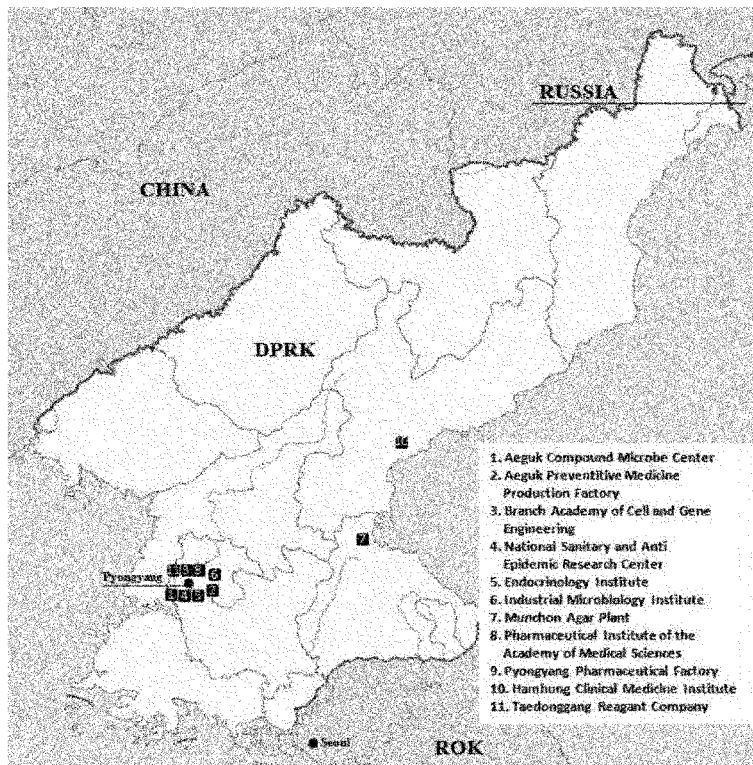 RUSSIA
CHINA
DPRK
1. Aeguk Compound Microbe Center
2. Aeguk Preventitive Medicine
Production Factory
3. Branch Academy of Cell and Gene
Engineering
4. National Sanitary and Anti
Epidemic Research Center
5. Endocrinology Institute
6. Industrial Microbiology Institute
7. Munchon Agar Plant
8. Pharmaceutical Institute of the
Academy of Medical Sciences
9. Pyongyang Pharmaceutical Factory
10. Hamhung Clinical Medicine Institute
11. Taedonggang Reagant Company
7
Pyongyang
6
4 5
Seoul
ROK